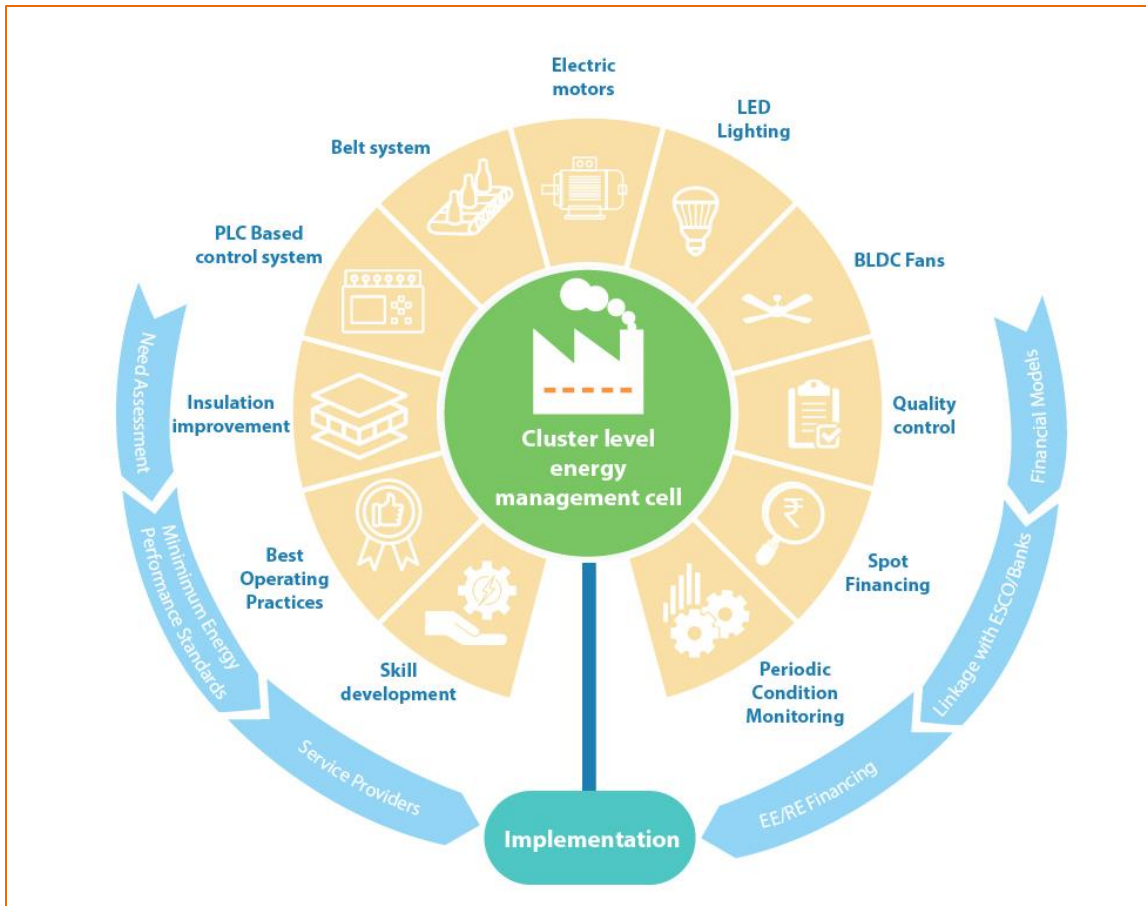 Electric
motors
LED
Lighting
Belt system
PLC Based
control system
BLDC Fans
Need Assessment
Insulation
improvement
Cluster level
energy
management cell
Quality
control
Financial Models
Minimimum Energy
Performance Standards
Best
Operating
Practices
₹
Spot
Financing
Linkage with ESCO/Banks
Skill
development
Periodic
Condition
Monitoring
Service Providers
EE/RE Financing
Implementation